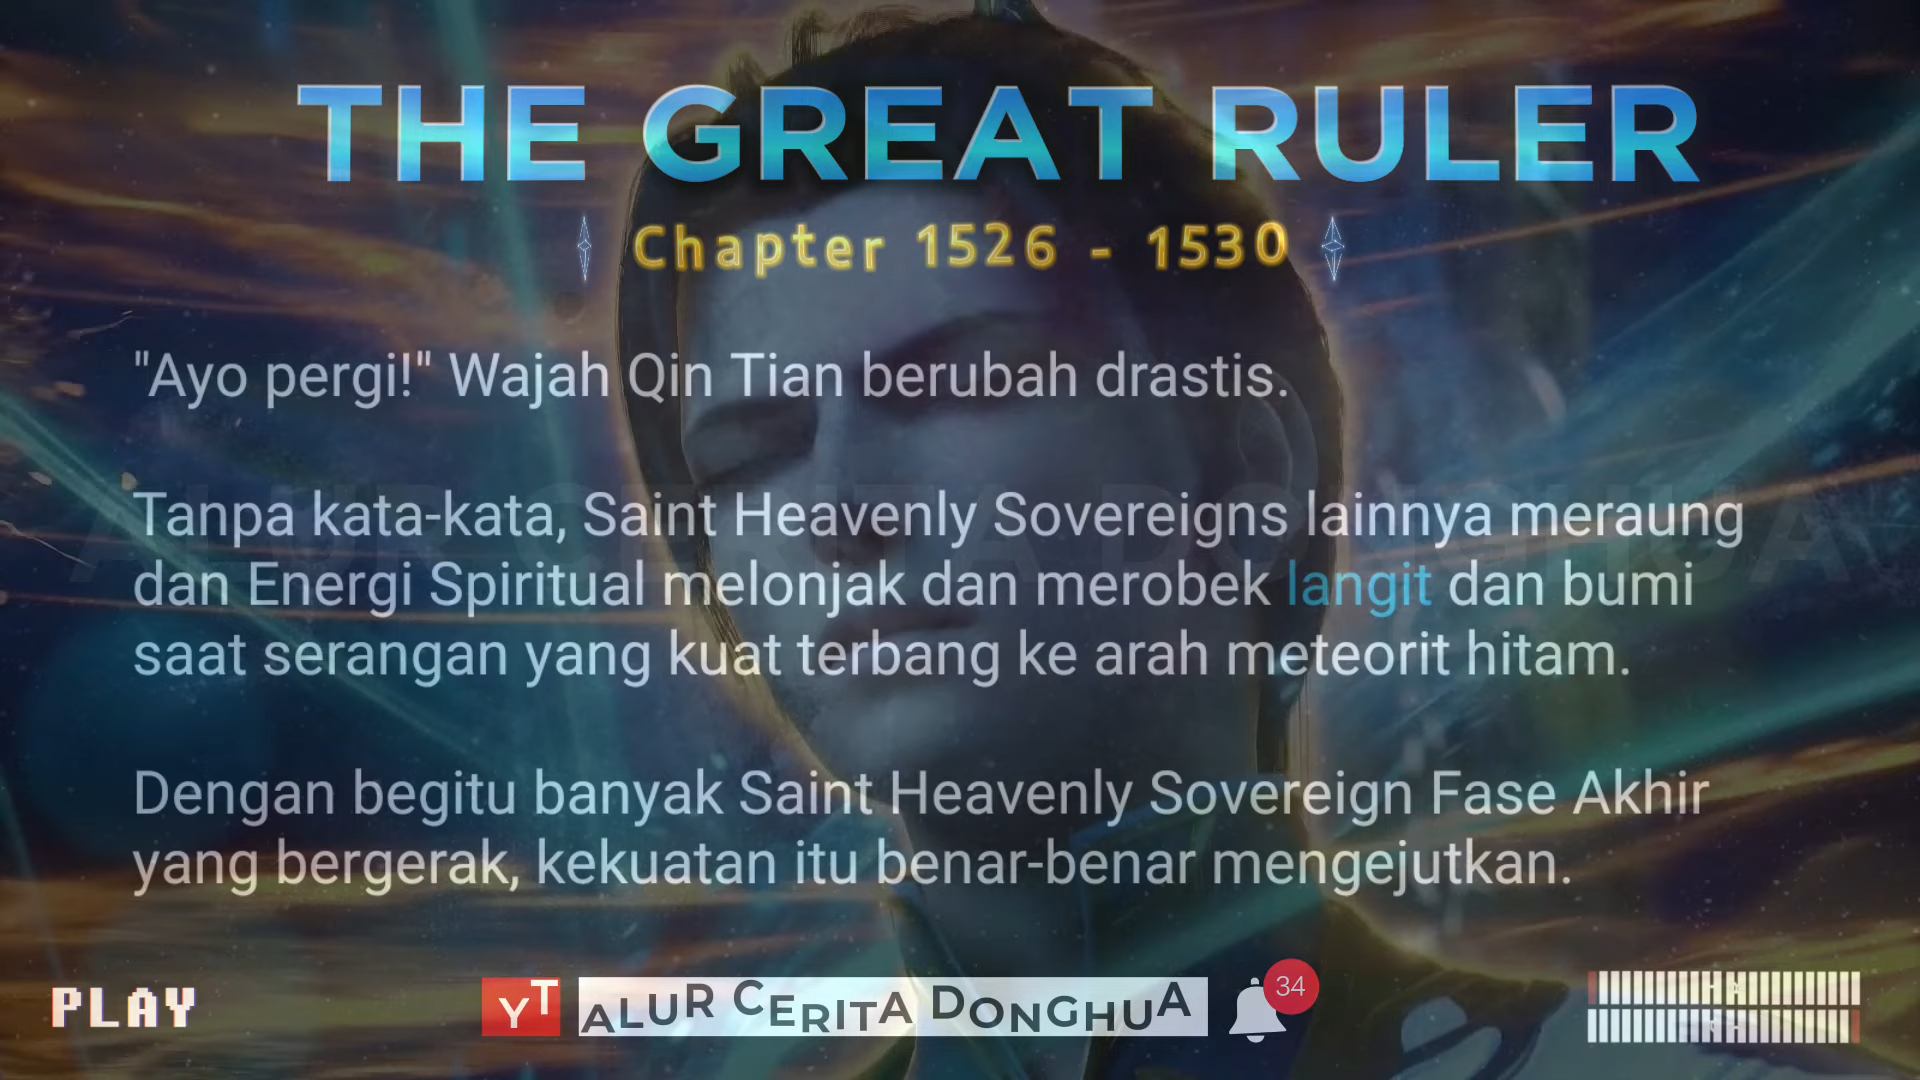 THE GREAT RULER
Chapter 1526 - 1530
"Ayo pergi!" Wajah Qin Tian berubah drastis.
Tanpa kata-kata, Saint Heavenly Sovereigns lainnya meraung
dan Energi Spiritual melonjak dan merobek langit dan bumi
saat serangan yang kuat terbang ke arah meteorit hitam.
Dengan begitu banyak Saint Heavenly Sovereign Fase Akhir
yang bergerak, kekuatan itu benar-benar mengejutkan.
ALUR CERITA DONGHUA
PLAY
YT ALUR CERITA DONGHUA
34